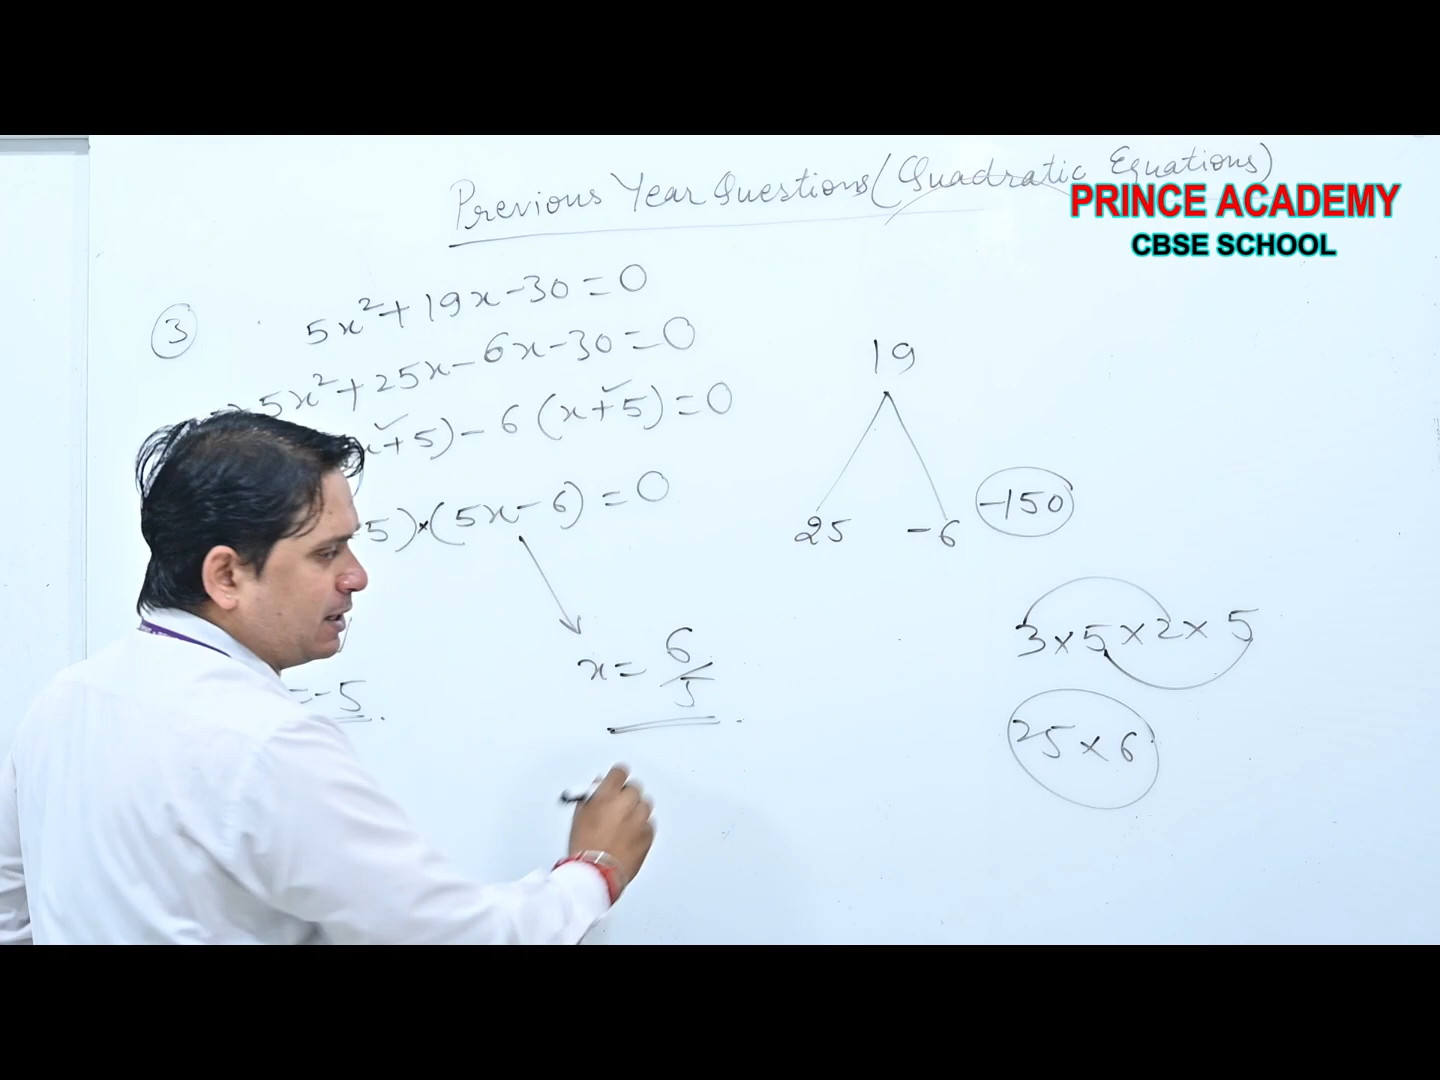 Previous Year Questions (Quadratic Equations)
PRINCE ACADEMY
CBSE SCHOOL
③ 5x²+19x-30=0
5x²+25x-6x-30=0
x+5)-6(x+5)=0
5)×(5x-6)=0
=-5.
x=6/5.
19
25 -6
-150
3×5×2×5
25×6